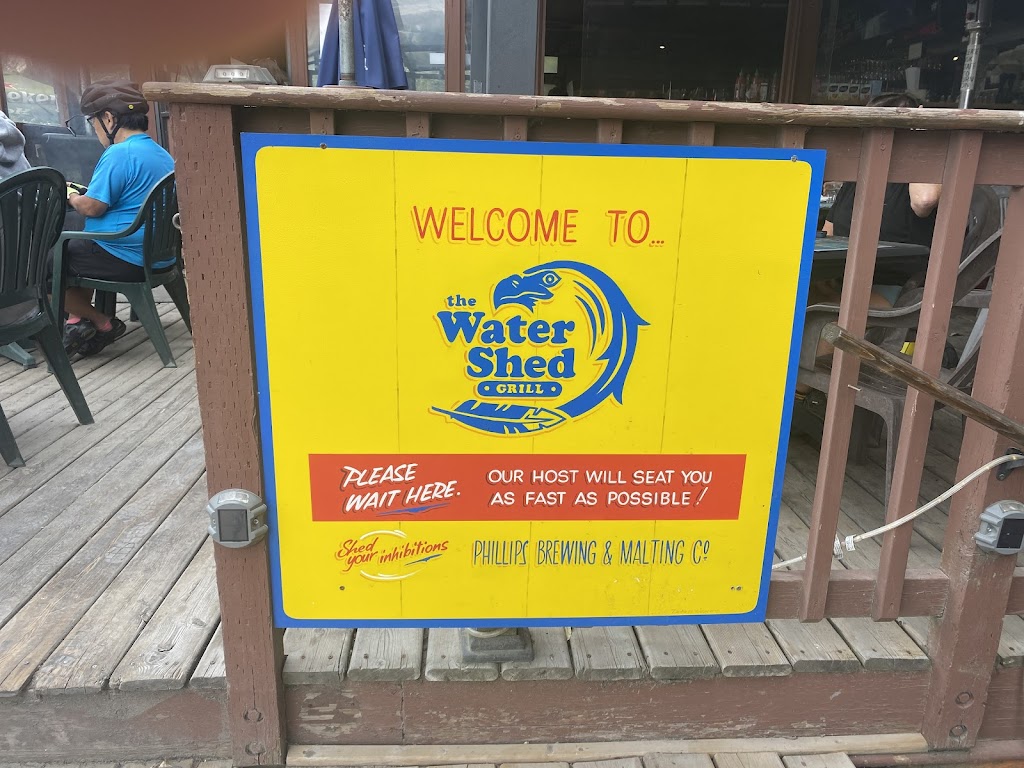 WELCOME TO...
the
Water
Shed
GRILL
PLEASE
WAIT HERE.
OUR HOST WILL SEAT YOU
AS FAST AS POSSIBLE!
Shed
your inhibitions
PHILLIPS BREWING & MALTING Cº